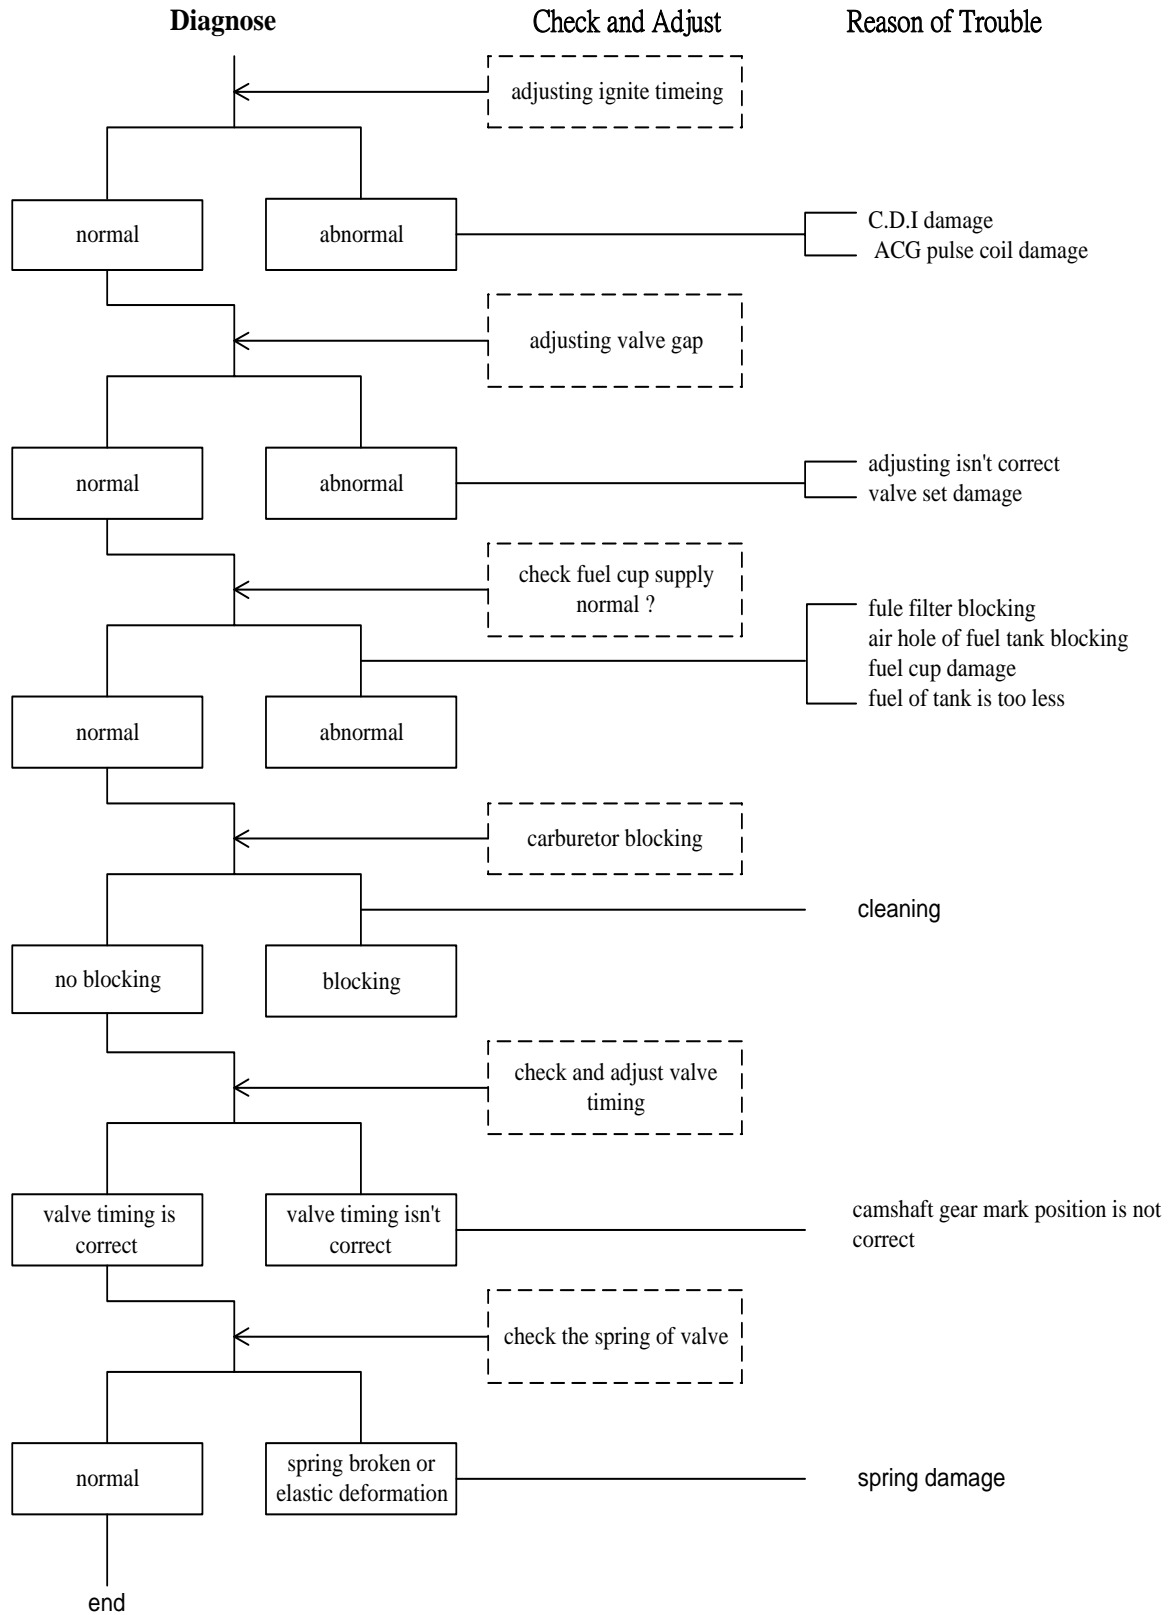 Diagnose
Check and Adjust
Reason of Trouble
adjusting ignite timeing
normal
abnormal
C.D.I damage
ACG pulse coil damage
adjusting valve gap
normal
abnormal
adjusting isn't correct
valve set damage
check fuel cup supply
normal ?
fule filter blocking
air hole of fuel tank blocking
fuel cup damage
fuel of tank is too less
normal
abnormal
carburetor blocking
cleaning
no blocking
blocking
check and adjust valve
timing
valve timing is
correct
valve timing isn't
correct
camshaft gear mark position is not
correct
check the spring of valve
normal
spring broken or
elastic deformation
spring damage
end